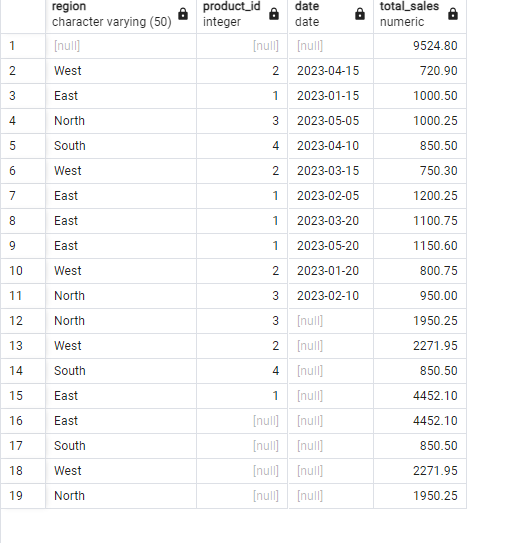 region product_id date total_sales
character varying (50) integer date numeric
1 [null] [null] [null] 9524.80
2 West 2 2023-04-15 720.90
3 East 1 2023-01-15 1000.50
4 North 3 2023-05-05 1000.25
5 South 4 2023-04-10 850.50
6 West 2 2023-03-15 750.30
7 East 1 2023-02-05 1200.25
8 East 1 2023-03-20 1100.75
9 East 1 2023-05-20 1150.60
10 West 2 2023-01-20 800.75
11 North 3 2023-02-10 950.00
12 North 3 [null] 1950.25
13 West 2 [null] 2271.95
14 South 4 [null] 850.50
15 East 1 [null] 4452.10
16 East [null] [null] 4452.10
17 South [null] [null] 850.50
18 West [null] [null] 2271.95
19 North [null] [null] 1950.25